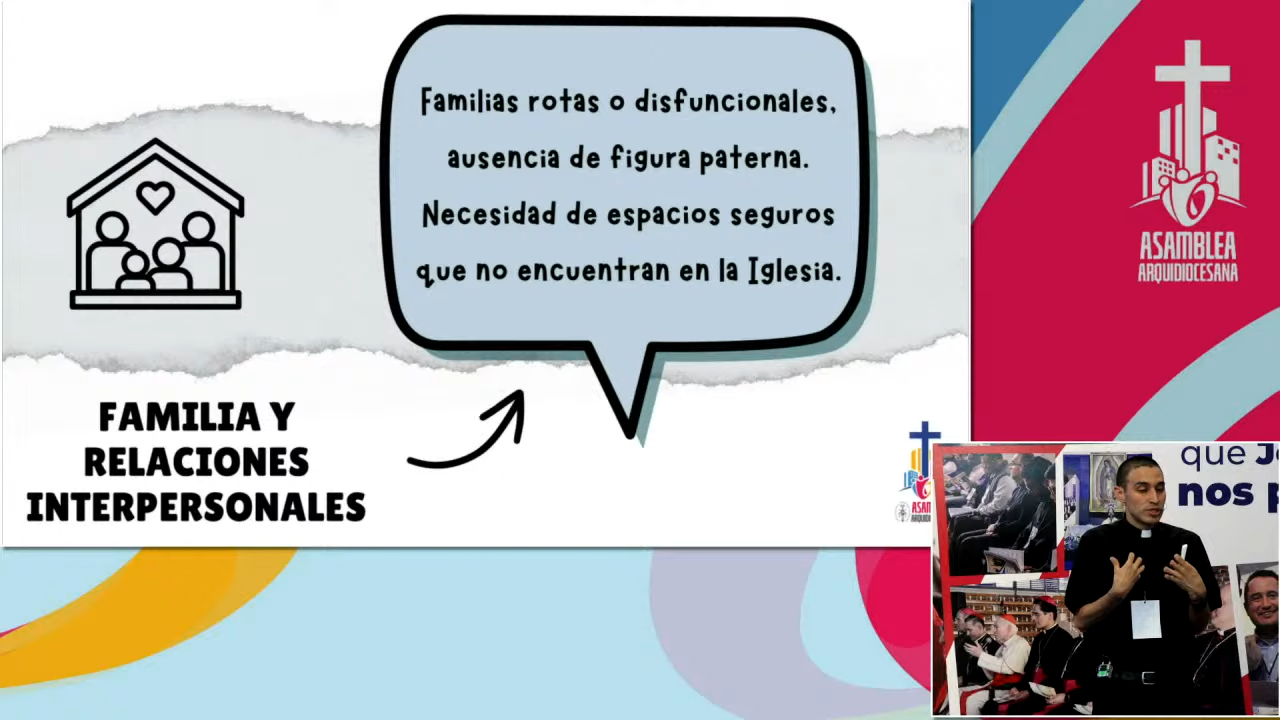 Familias rotas o disfuncionales,
ausencia de figura paterna.
Necesidad de espacios seguros
que no encuentran en la Iglesia.
FAMILIA Y
RELACIONES
INTERPERSONALES
ASAMBLEA
ARQUIDIOCESANA
que
nos